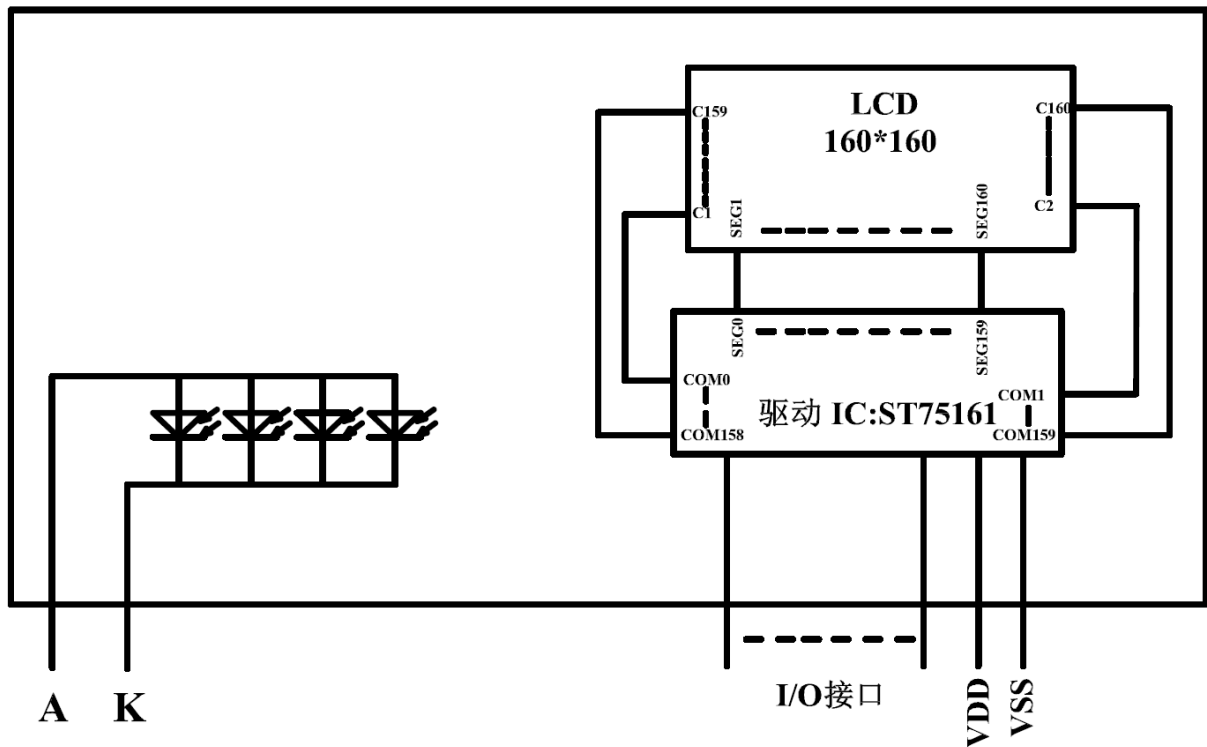 LCD
160*160
C159
C160
C1
C2
SEG1
SEG160
SEG0
SEG159
COM0
COM1
驱动 IC:ST75161
COM158
COM159
A
K
I/O接口
VDD
VSS